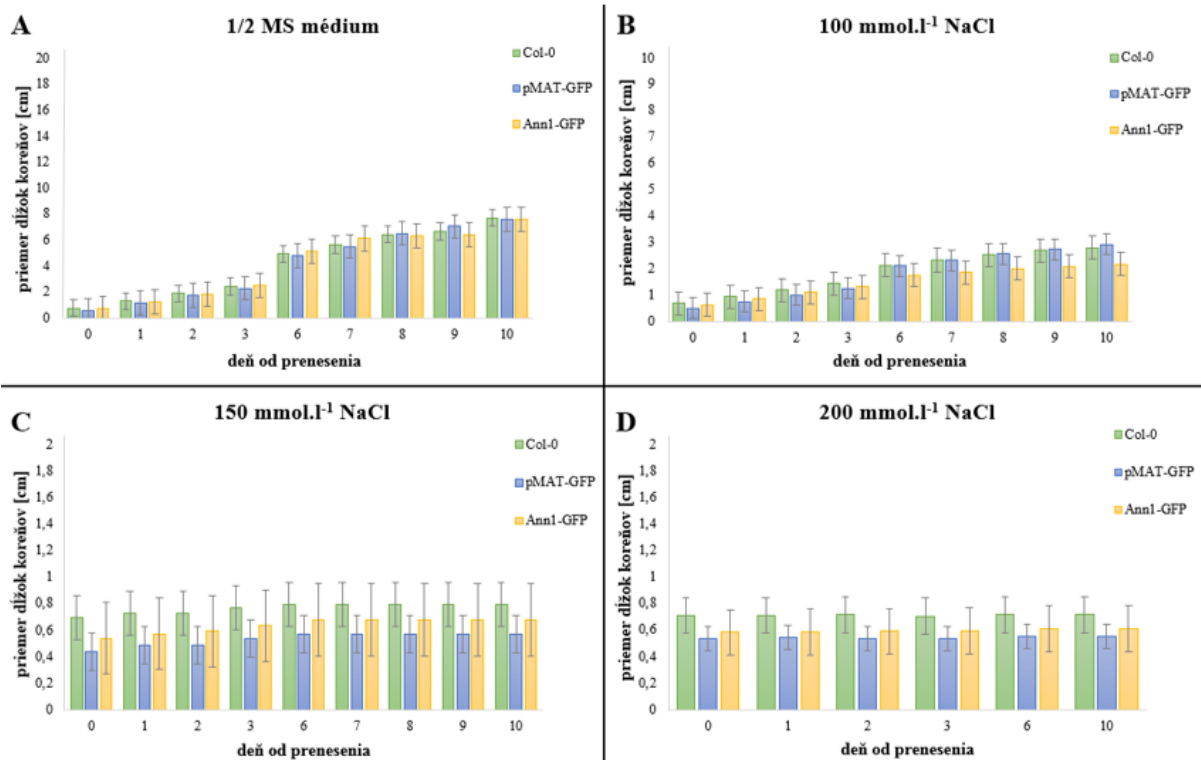 A
1/2 MS médium
priemer dĺžok koreňov [cm]
20
18
16
14
12
10
8
6
4
2
0
Col-0
pMAT-GFP
Ann1-GFP
0 1 2 3 6 7 8 9 10
deň od prenesenia
B
100 mmol.l⁻¹ NaCl
priemer dĺžok koreňov [cm]
10
9
8
7
6
5
4
3
2
1
0
Col-0
pMAT-GFP
Ann1-GFP
0 1 2 3 6 7 8 9 10
deň od prenesenia
C
150 mmol.l⁻¹ NaCl
priemer dĺžok koreňov [cm]
2
1,8
1,6
1,4
1,2
1
0,8
0,6
0,4
0,2
0
Col-0
pMAT-GFP
Ann1-GFP
0 1 2 3 6 7 8 9 10
deň od prenesenia
D
200 mmol.l⁻¹ NaCl
priemer dĺžok koreňov [cm]
2
1,8
1,6
1,4
1,2
1
0,8
0,6
0,4
0,2
0
Col-0
pMAT-GFP
Ann1-GFP
0 1 2 3 6 10
deň od prenesenia